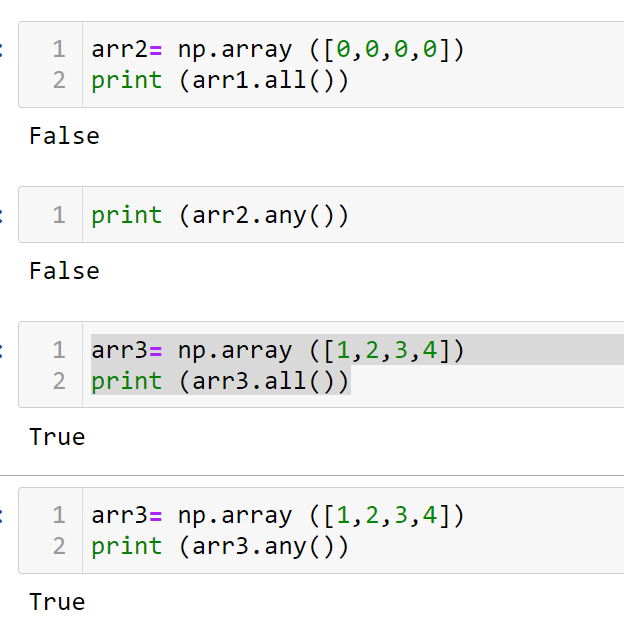 1 arr2= np.array ([0,0,0,0])
2 print (arr1.all())
False
1 print (arr2.any())
False
1 arr3= np.array ([1,2,3,4])
2 print (arr3.all())
True
1 arr3= np.array ([1,2,3,4])
2 print (arr3.any())
True